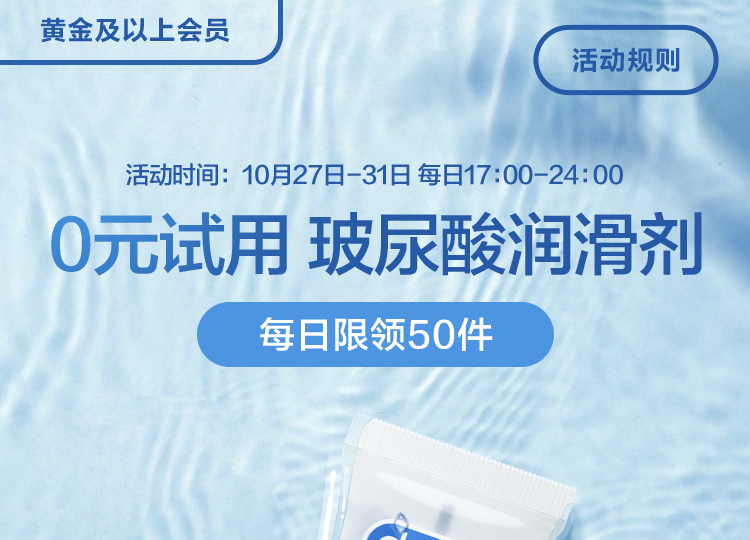 黄金及以上会员
活动规则
活动时间：10月27日-31日 每日17:00-24:00
0元试用 玻尿酸润滑剂
每日限领50件